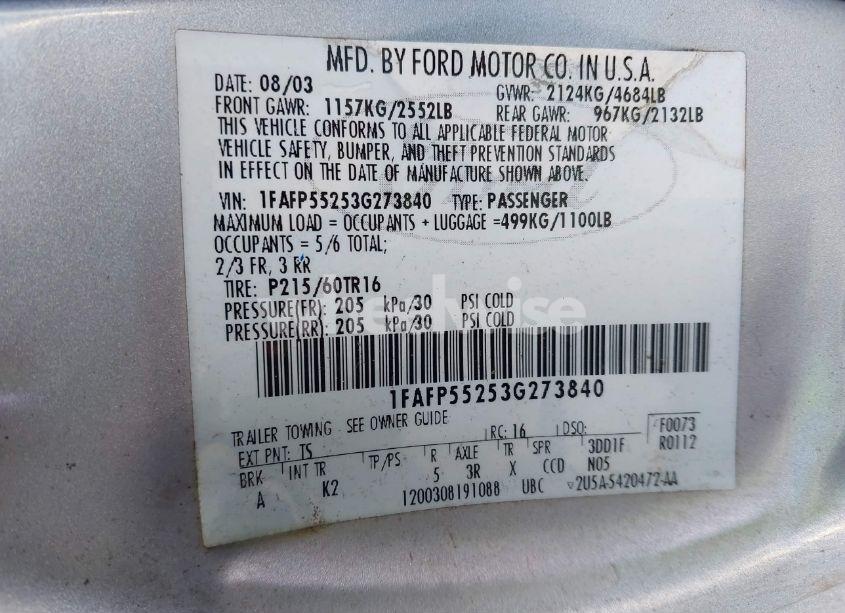 MFD. BY FORD MOTOR CO. IN U.S.A.
DATE: 08/03 GVWR: 2124KG/4684LB
FRONT GAWR: 1157KG/2552LB REAR GAWR: 967KG/2132LB
THIS VEHICLE CONFORMS TO ALL APPLICABLE FEDERAL MOTOR
VEHICLE SAFETY, BUMPER, AND THEFT PREVENTION STANDARDS
IN EFFECT ON THE DATE OF MANUFACTURE SHOWN ABOVE.
VIN: 1FAFP55253G273840 TYPE: PASSENGER
MAXIMUM LOAD = OCCUPANTS + LUGGAGE =499KG/1100LB
OCCUPANTS = 5/6 TOTAL;
2/3 FR, 3 RR
TIRE: P215/60TR16
PRESSURE(FR): 205 kPa/30 PSI COLD
PRESSURE(RR): 205 kPa/30 PSI COLD
1FAFP55253G273840
TRAILER TOWING SEE OWNER GUIDE
EXT PNT: TS RC: 16 DSO: F0073
BRK INT TR TP/PS R AXLE TR SPR 3DD1F R0112
A K2 5 3R X CCD N05
1200308191088 UBC 2U5A-5420472-AA